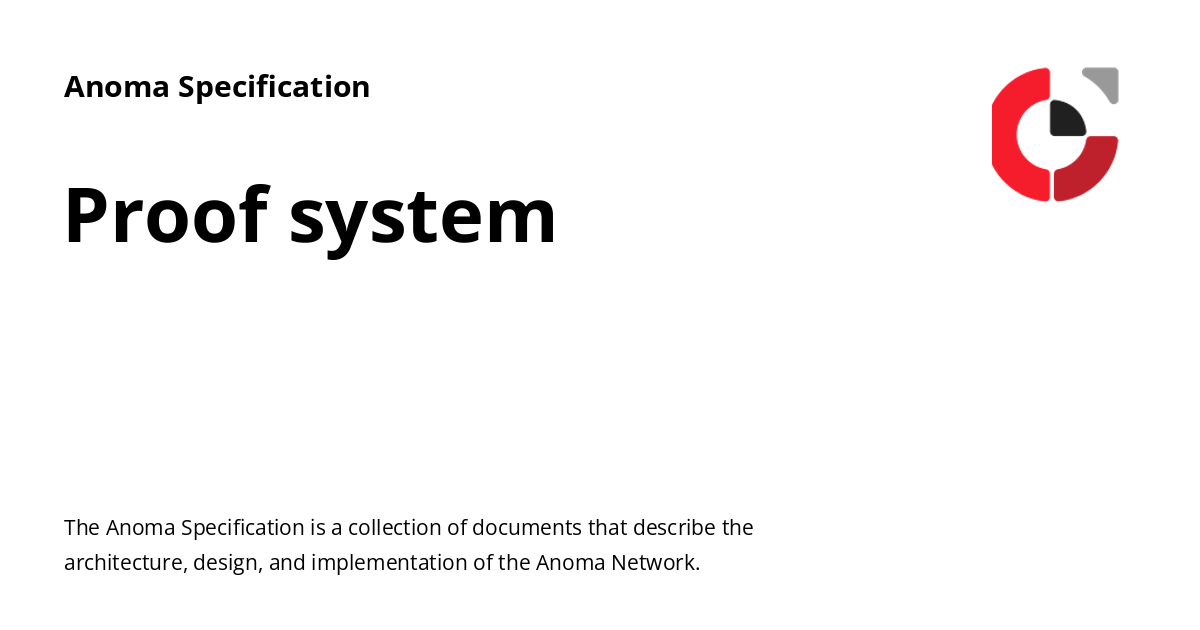 Anoma Specification
Proof system
The Anoma Specification is a collection of documents that describe the
architecture, design, and implementation of the Anoma Network.